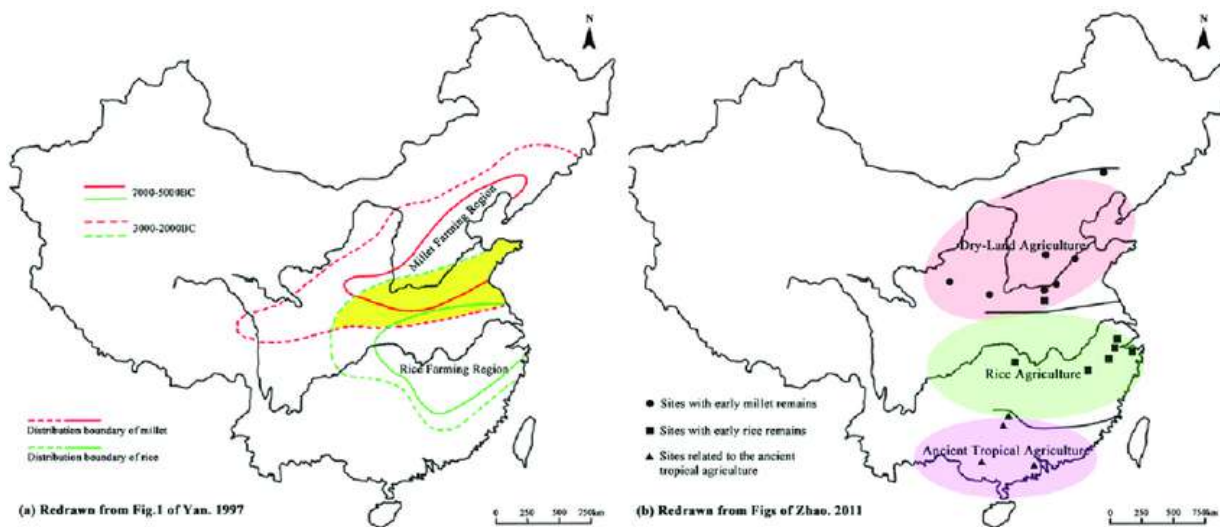 N
7000-5000BC
3000-2000BC
Millet Farming Region
Rice Farming Region
Distribution boundary of millet
Distribution boundary of rice
(a) Redrawn from Fig.1 of Yan. 1997
0 250 500 750km
N
Dry-Land Agriculture
Rice Agriculture
Sites with early millet remains
Sites with early rice remains
Sites related to the ancient
tropical agriculture
Ancient Tropical Agriculture
(b) Redrawn from Figs of Zhao. 2011
0 250 500 750km